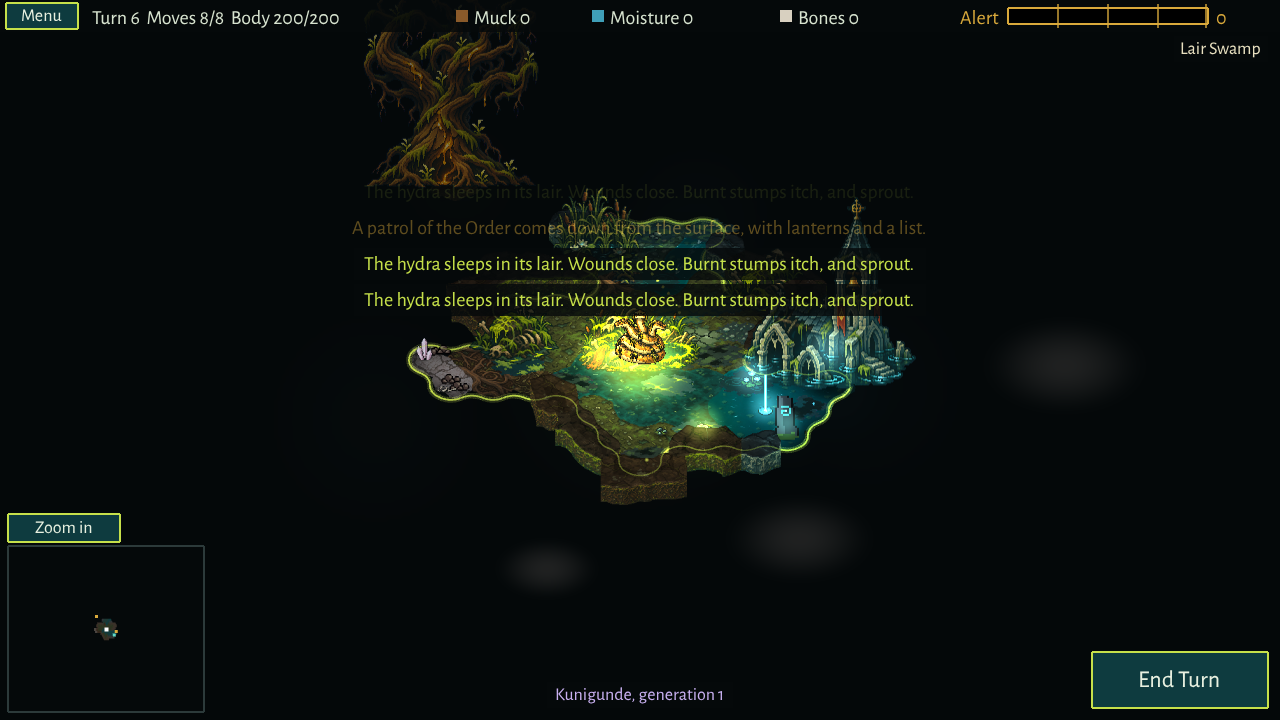 Menu
Turn 6 Moves 8/8 Body 200/200
Muck 0
Moisture 0
Bones 0
Alert
0
Lair Swamp
The hydra sleeps in its lair. Wounds close. Burnt stumps itch, and sprout.
A patrol of the Order comes down from the surface, with lanterns and a list.
The hydra sleeps in its lair. Wounds close. Burnt stumps itch, and sprout.
The hydra sleeps in its lair. Wounds close. Burnt stumps itch, and sprout.
Zoom in
End Turn
Kunigunde, generation 1